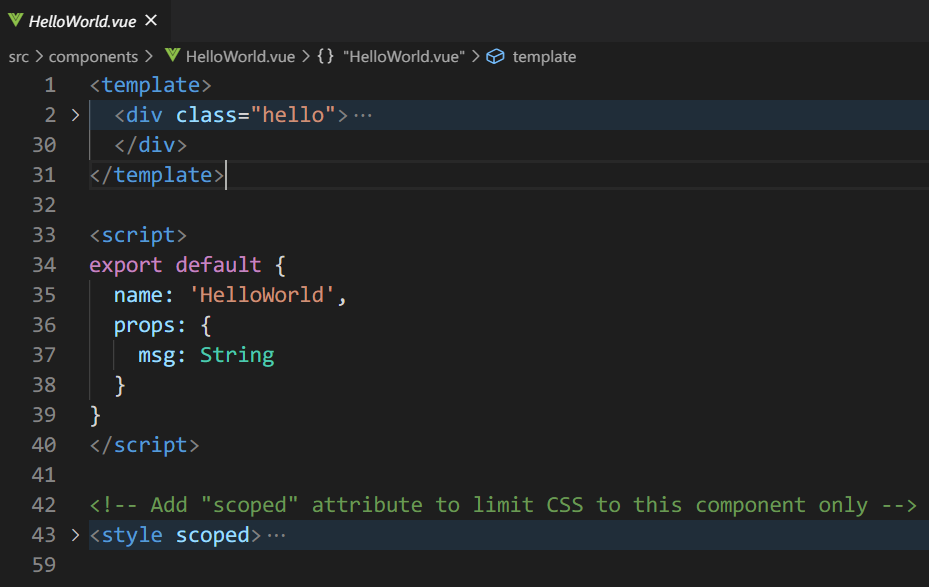 HelloWorld.vue ×
src > components > HelloWorld.vue > {} "HelloWorld.vue" > template
1 <template>
2 > <div class="hello">···
30 </div>
31 </template>
32
33 <script>
34 export default {
35 name: 'HelloWorld',
36 props: {
37 msg: String
38 }
39 }
40 </script>
41
42 <!-- Add "scoped" attribute to limit CSS to this component only -->
43 > <style scoped>···
59